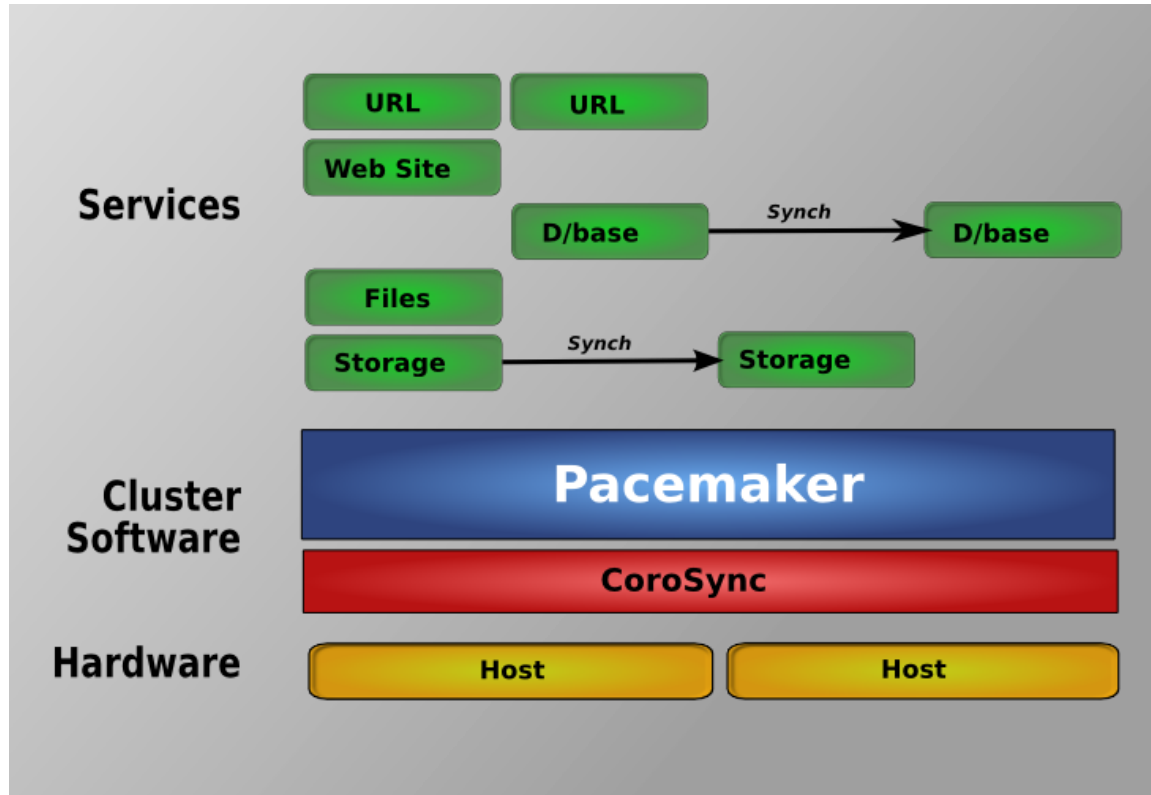 URL
URL
Web Site
Services
D/base
Synch
D/base
Files
Storage
Synch
Storage
Cluster
Software
Pacemaker
CoroSync
Hardware
Host
Host